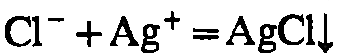 Cl⁻ + Ag⁺ = AgCl↓